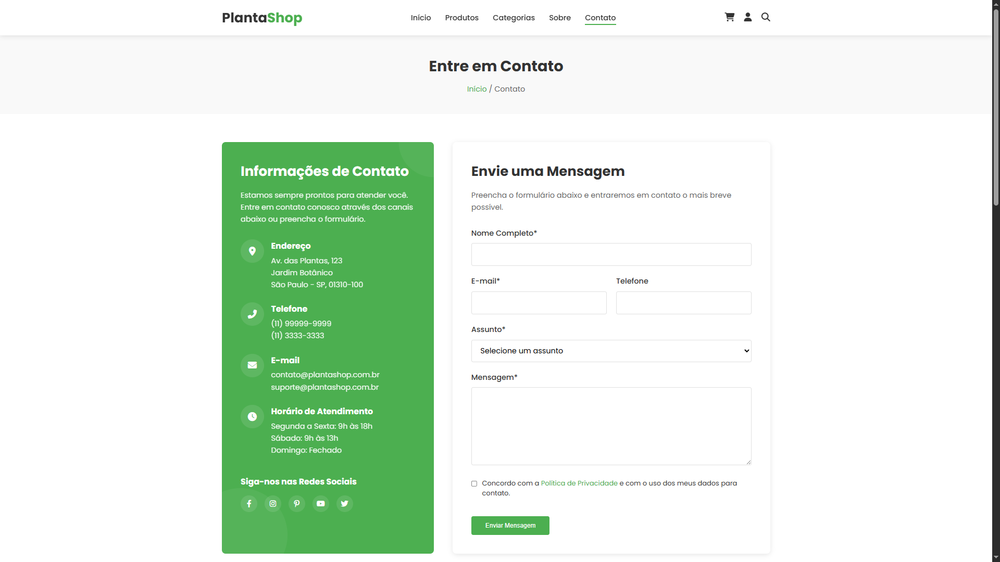 PlantaShop
Início
Produtos
Categorias
Sobre
Contato
Entre em Contato
Início / Contato
Informações de Contato
Estamos sempre prontos para atender você.
Entre em contato conosco através dos canais
abaixo ou preencha o formulário.
Endereço
Av. das Plantas, 123
Jardim Botânico
São Paulo - SP, 01310-100
Telefone
(11) 99999-9999
(11) 3333-3333
E-mail
contato@plantashop.com.br
suporte@plantashop.com.br
Horário de Atendimento
Segunda a Sexta: 9h às 18h
Sábado: 9h às 13h
Domingo: Fechado
Siga-nos nas Redes Sociais
Envie uma Mensagem
Preencha o formulário abaixo e entraremos em contato o mais breve
possível.
Nome Completo*
E-mail*
Telefone
Assunto*
Selecione um assunto
Mensagem*
Concordo com a Política de Privacidade e com o uso dos meus dados para
contato.
Enviar Mensagem